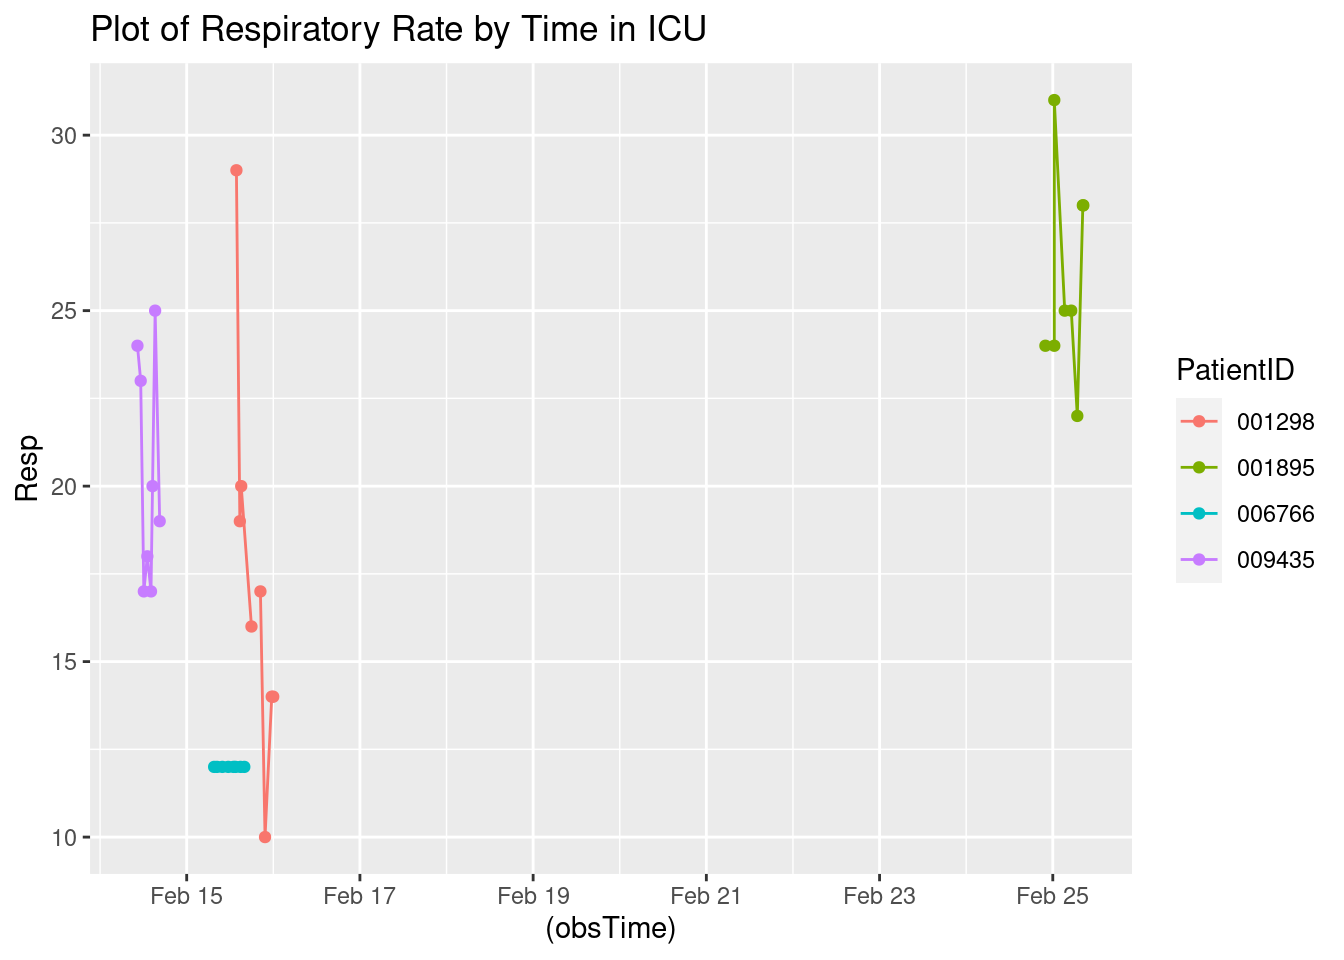 Plot of Respiratory Rate by Time in ICU
Resp
30
25
20
15
10
Feb 15
Feb 17
Feb 19
Feb 21
Feb 23
Feb 25
(obsTime)
PatientID
001298
001895
006766
009435